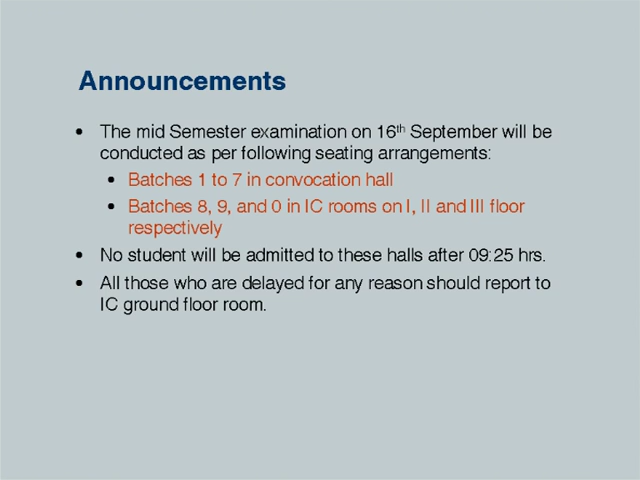 Announcements
• The mid Semester examination on 16th September will be
conducted as per following seating arrangements:
• Batches 1 to 7 in convocation hall
• Batches 8, 9, and 0 in IC rooms on I, II and III floor
respectively
• No student will be admitted to these halls after 09:25 hrs.
• All those who are delayed for any reason should report to
IC ground floor room.